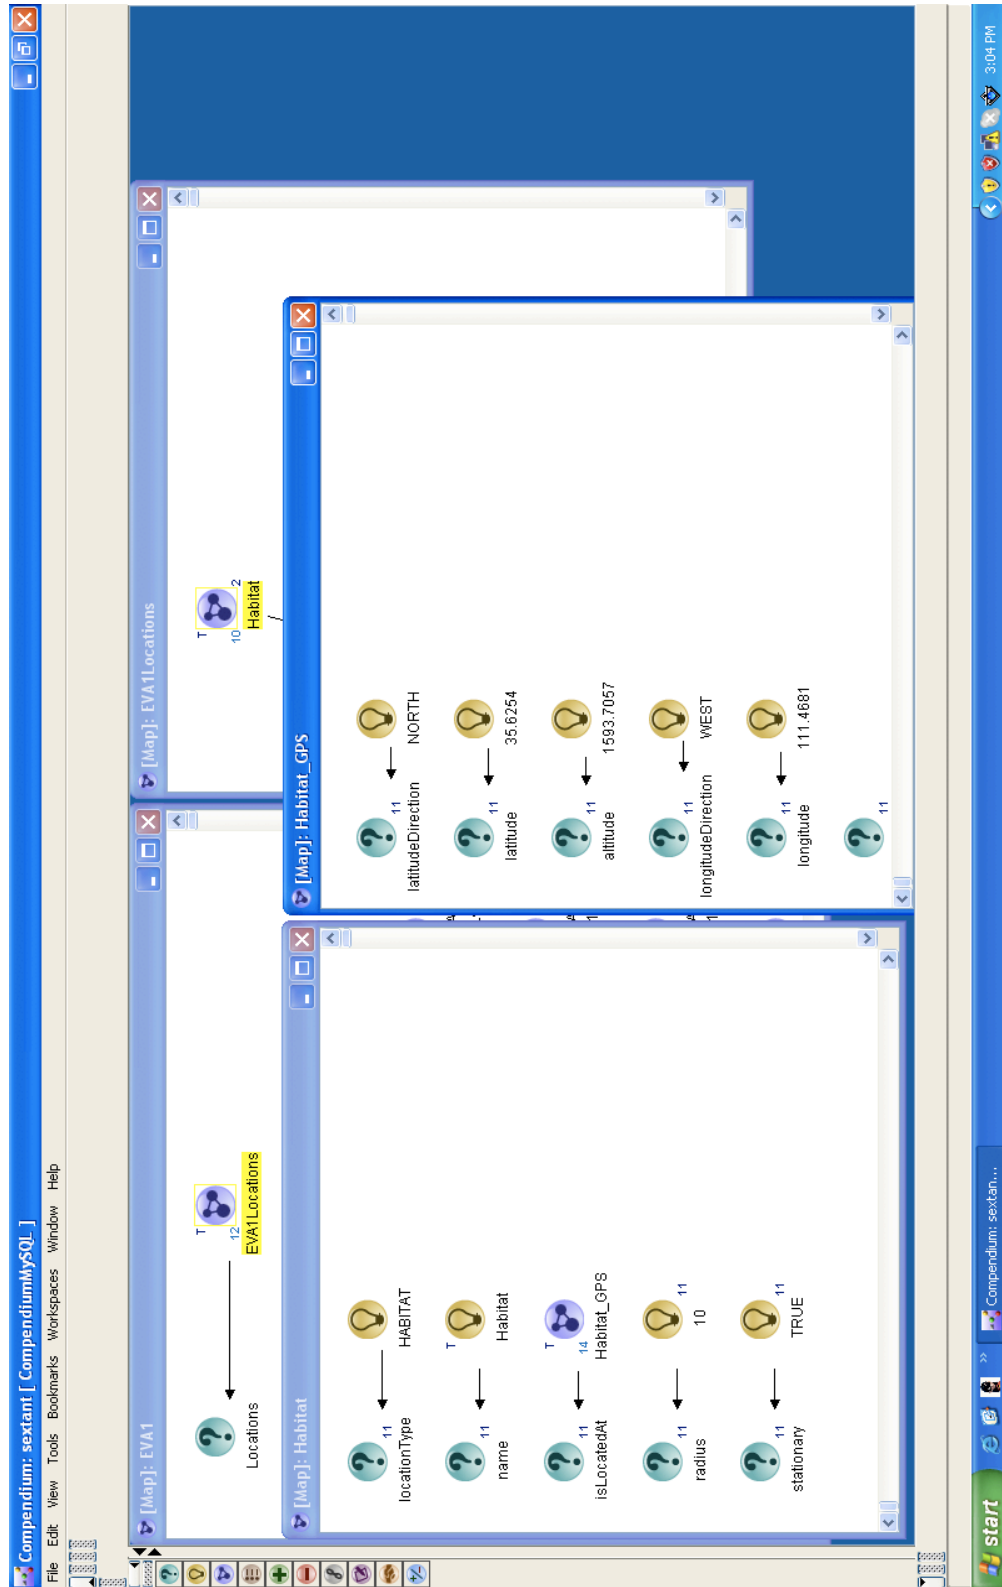 Compendium: sextant [ CompendiumMySQL ]
File Edit View Tools Bookmarks Workspaces Window Help
[Map]: EVA1
Locations
T
12
EVA1Locations
[Map]: EVA1Locations
T
10
2
Habitat
[Map]: Habitat
11
locationType
HABITAT
11
name
T
Habitat
11
isLocatedAt
T
14
Habitat_GPS
11
radius
11
10
11
stationary
11
TRUE
[Map]: Habitat_GPS
11
latitudeDirection
NORTH
11
latitude
35.6254
11
altitude
1593.7057
11
longitudeDirection
WEST
11
longitude
111.4681
11
start
Compendium: sextan...
3:04 PM